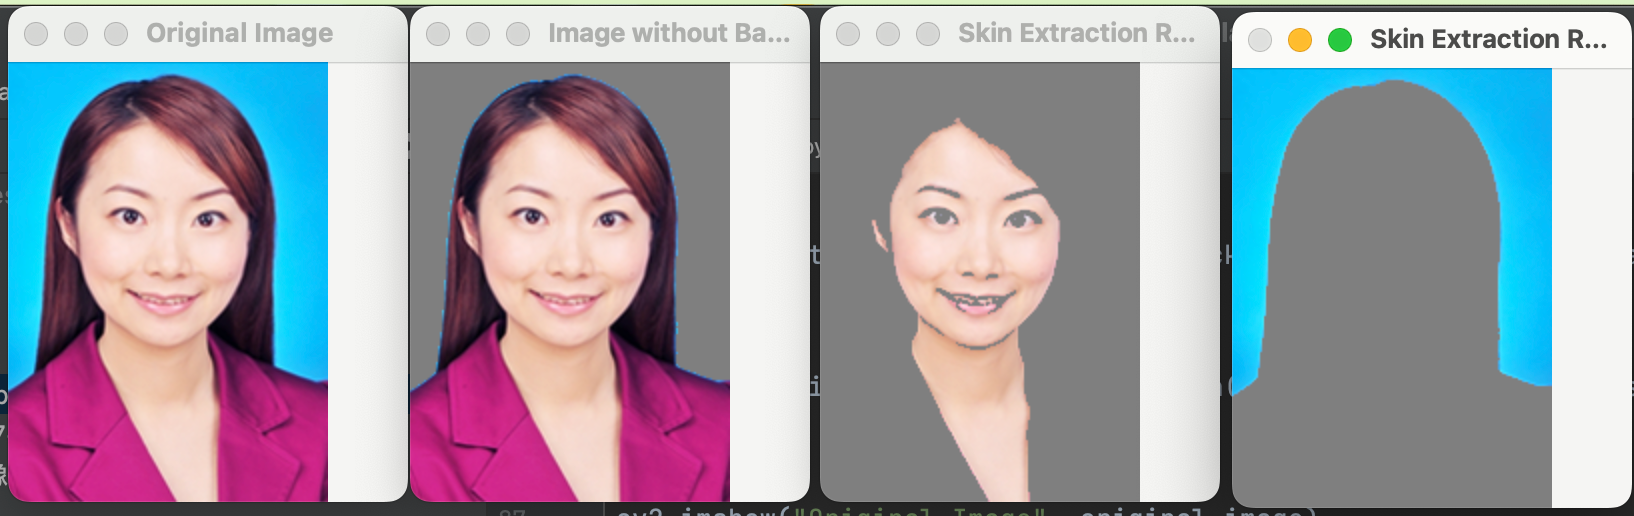 Original Image
Image without Ba...
Skin Extraction R...
Skin Extraction R...
cv2.imshow("Original Image", original_image)